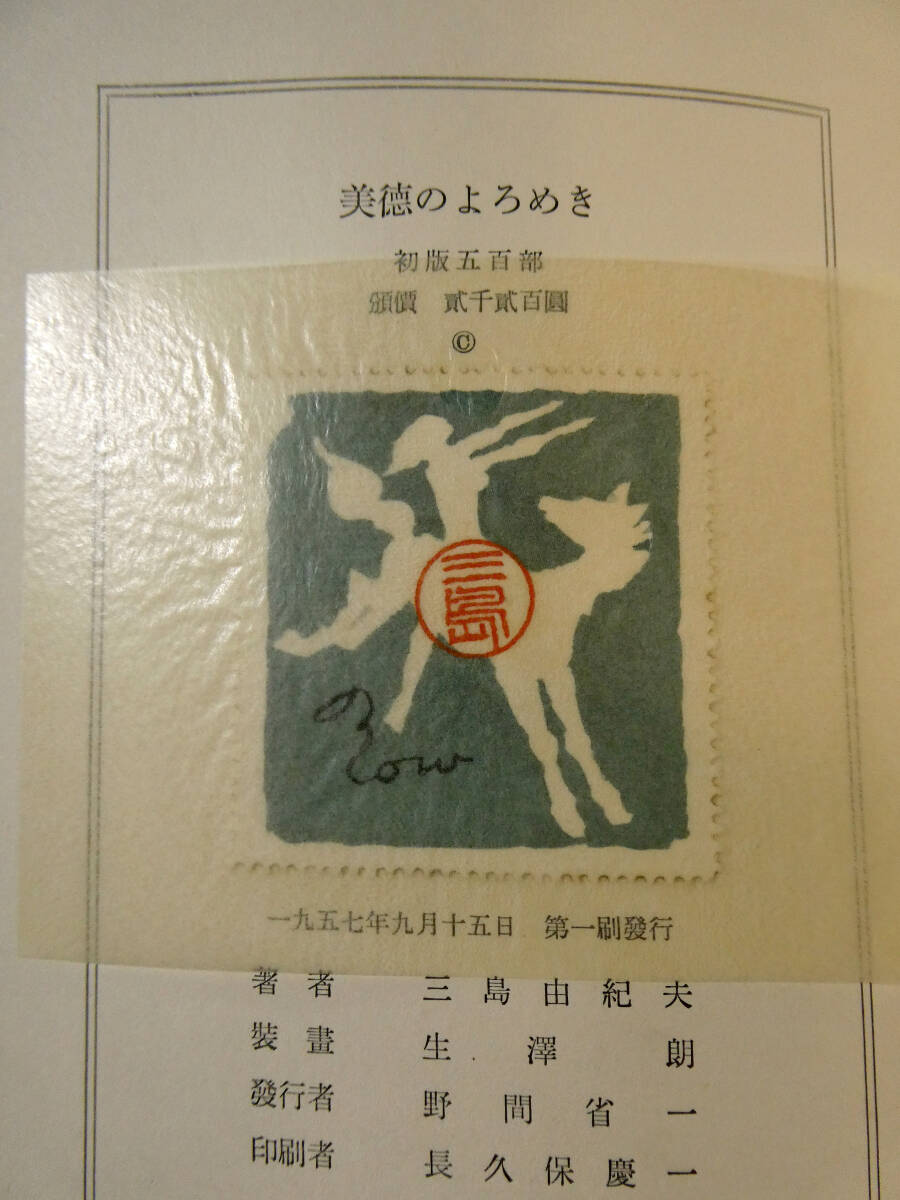 美德のよろめき
初版五百部
頒價 貳千貳百圓
©
三島
一九五七年九月十五日 第一刷發行
著者 三島由紀夫
裝畫 生澤朗
發行者 野間省一
印刷者 長久保慶一